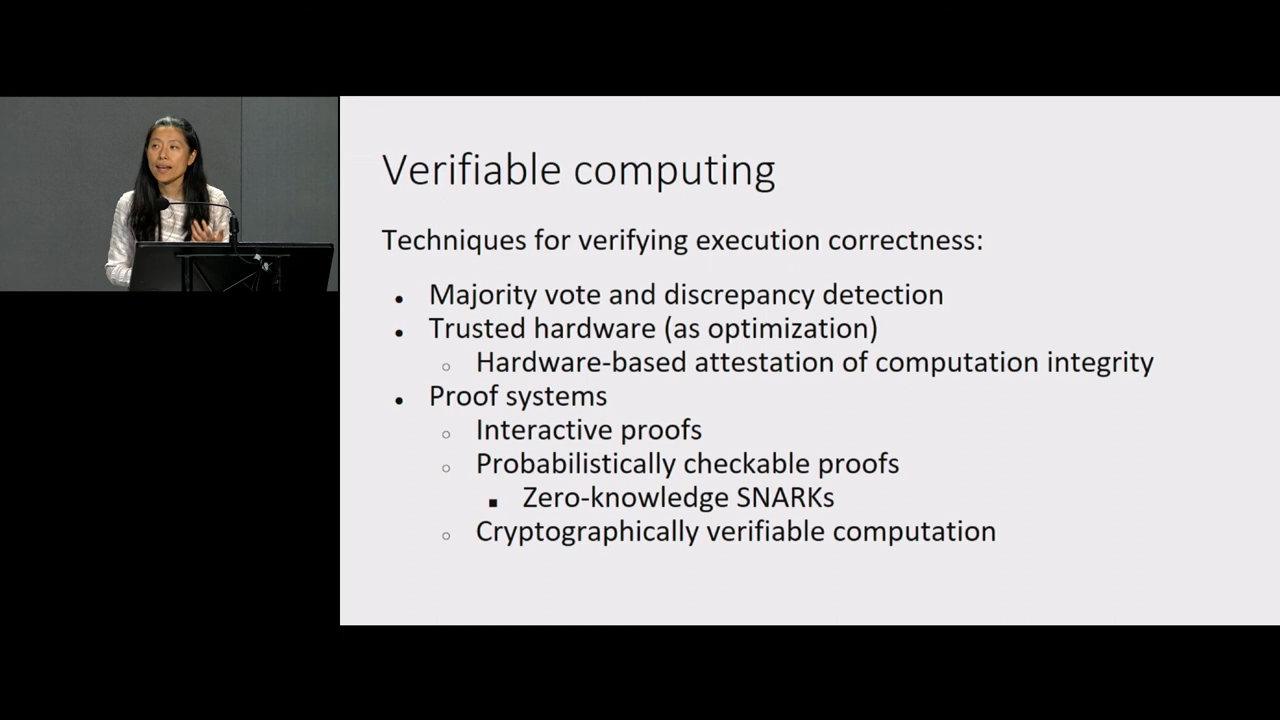 Verifiable computing
Techniques for verifying execution correctness:
• Majority vote and discrepancy detection
• Trusted hardware (as optimization)
○ Hardware-based attestation of computation integrity
• Proof systems
○ Interactive proofs
○ Probabilistically checkable proofs
■ Zero-knowledge SNARKs
○ Cryptographically verifiable computation